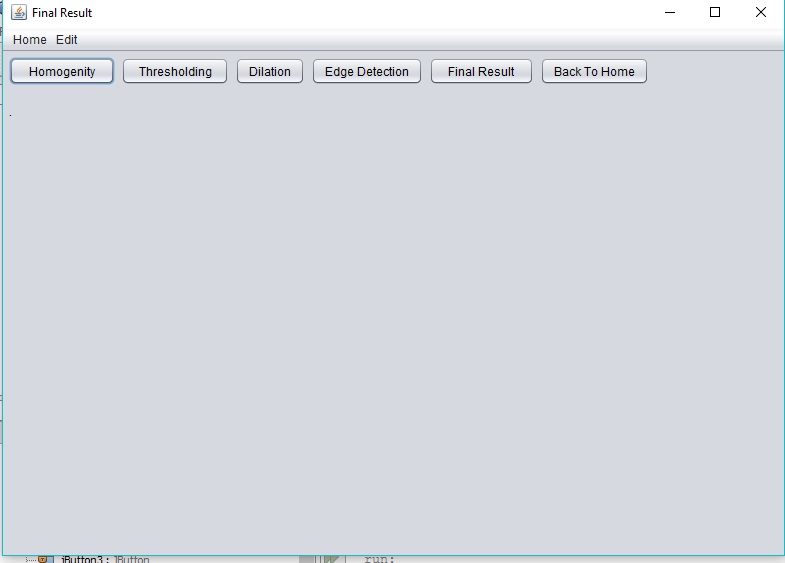 Final Result
Home Edit
Homogenity Thresholding Dilation Edge Detection Final Result Back To Home
.
jButton3 : JButton run: